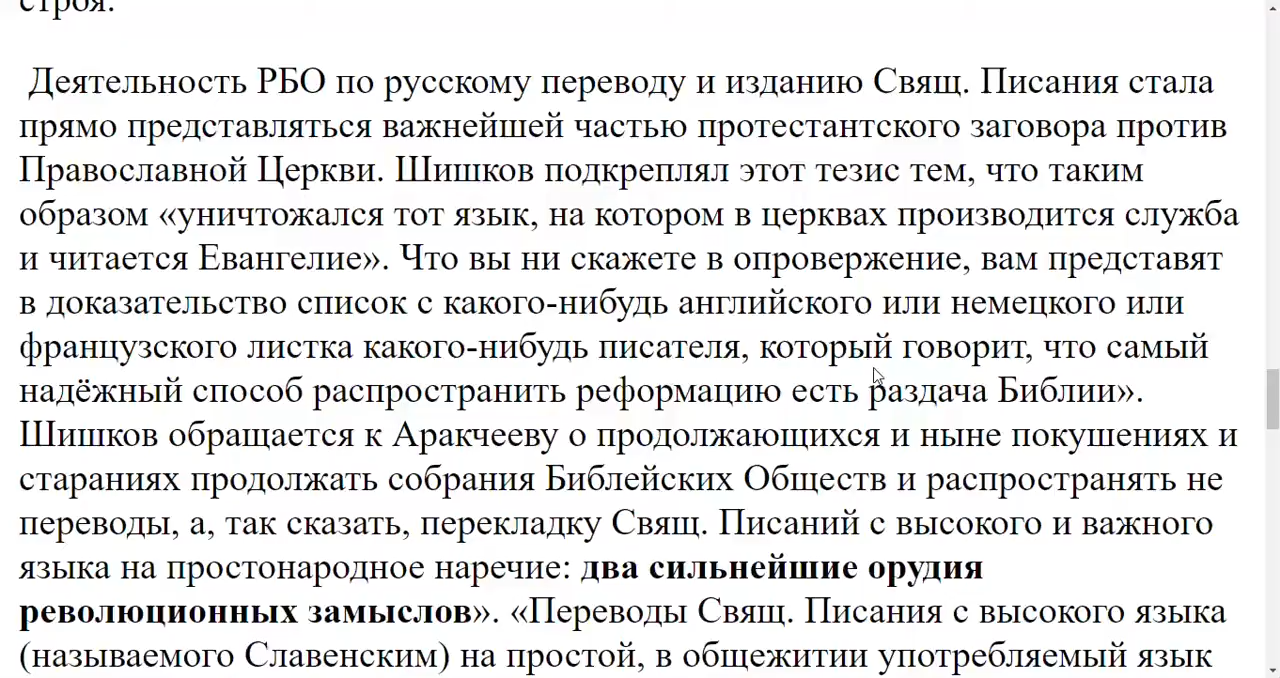 строя.
Деятельность РБО по русскому переводу и изданию Свящ. Писания стала
прямо представляться важнейшей частью протестантского заговора против
Православной Церкви. Шишков подкреплял этот тезис тем, что таким
образом «уничтожался тот язык, на котором в церквах производится служба
и читается Евангелие». Что вы ни скажете в опровержение, вам представят
в доказательство список с какого-нибудь английского или немецкого или
французского листка какого-нибудь писателя, который говорит, что самый
надёжный способ распространить реформацию есть раздача Библии».
Шишков обращается к Аракчееву о продолжающихся и ныне покушениях и
стараниях продолжать собрания Библейских Обществ и распространять не
переводы, а, так сказать, перекладку Свящ. Писаний с высокого и важного
языка на простонародное наречие: два сильнейшие орудия
революционных замыслов». «Переводы Свящ. Писания с высокого языка
(называемого Славенским) на простой, в общежитии употребляемый язык